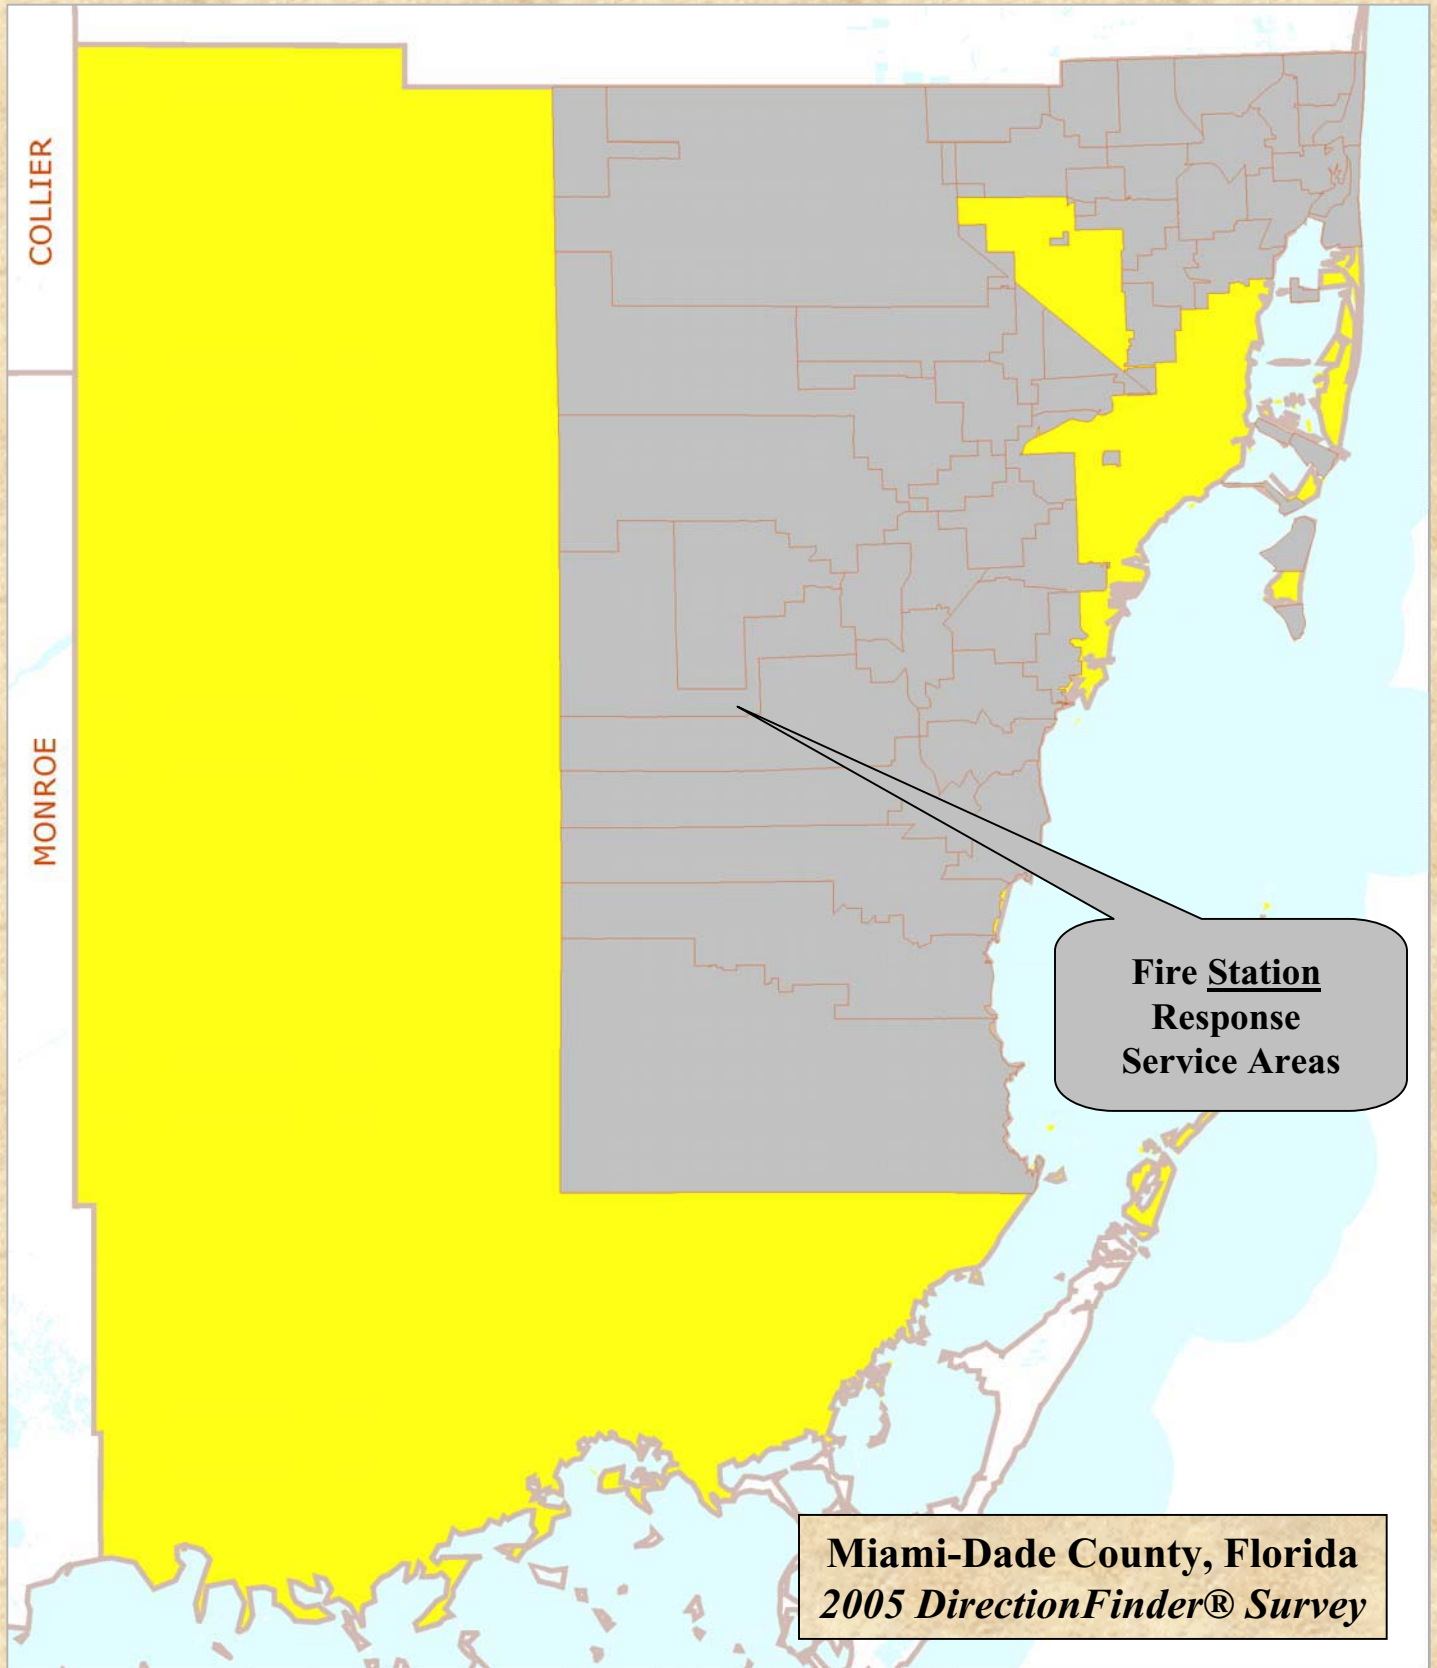 COLLIER
MONROE
Fire Station
Response
Service Areas
Miami-Dade County, Florida
2005 DirectionFinder® Survey